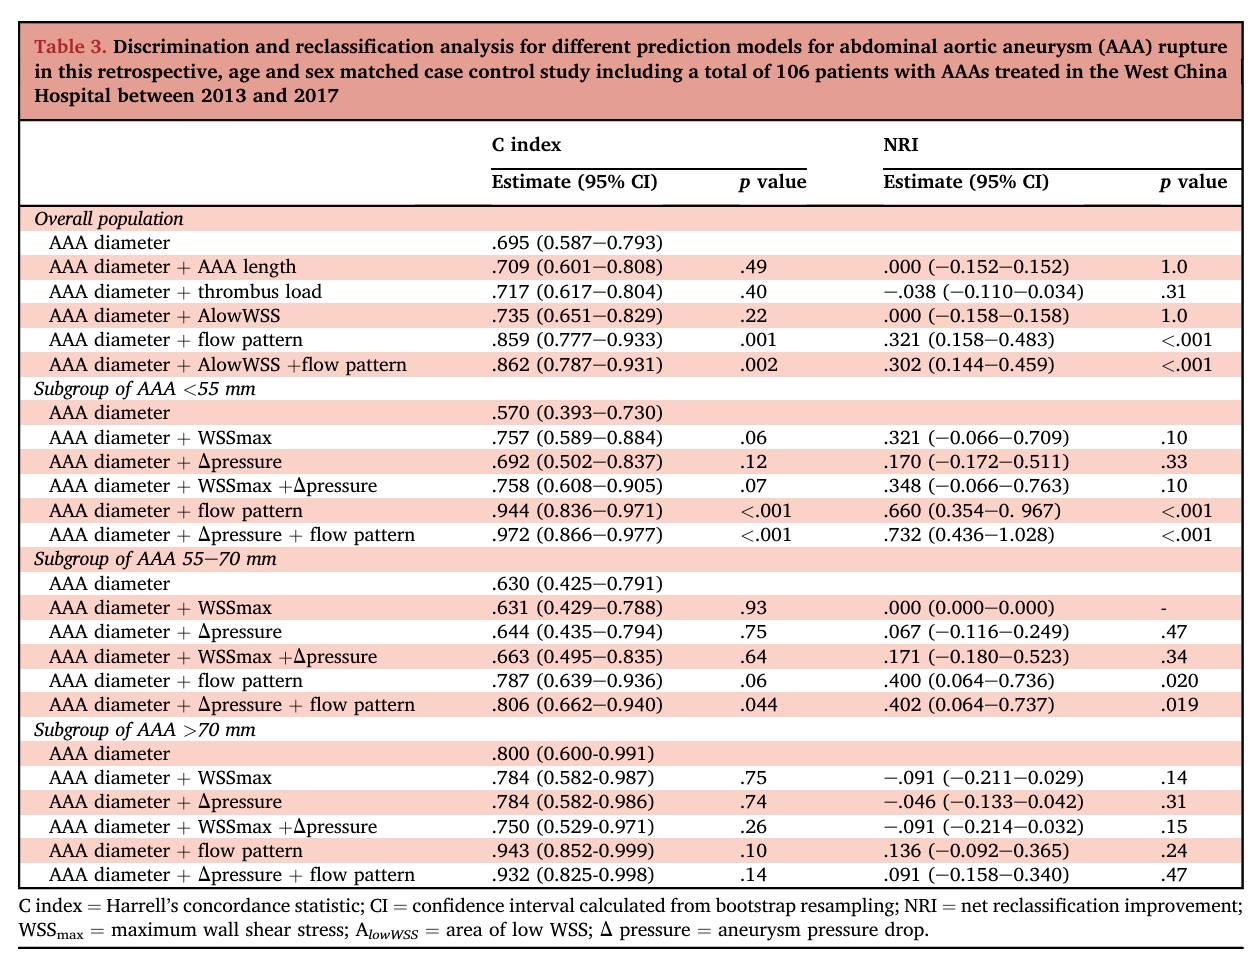 Table 3. Discrimination and reclassification analysis for different prediction models for abdominal aortic aneurysm (AAA) rupture
in this retrospective, age and sex matched case control study including a total of 106 patients with AAAs treated in the West China
Hospital between 2013 and 2017
C index NRI
Estimate (95% CI) p value Estimate (95% CI) p value
Overall population
AAA diameter .695 (0.587−0.793)
AAA diameter + AAA length .709 (0.601−0.808) .49 .000 (−0.152−0.152) 1.0
AAA diameter + thrombus load .717 (0.617−0.804) .40 −.038 (−0.110−0.034) .31
AAA diameter + AlowWSS .735 (0.651−0.829) .22 .000 (−0.158−0.158) 1.0
AAA diameter + flow pattern .859 (0.777−0.933) .001 .321 (0.158−0.483) <.001
AAA diameter + AlowWSS +flow pattern .862 (0.787−0.931) .002 .302 (0.144−0.459) <.001
Subgroup of AAA <55 mm
AAA diameter .570 (0.393−0.730)
AAA diameter + WSSmax .757 (0.589−0.884) .06 .321 (−0.066−0.709) .10
AAA diameter + Δpressure .692 (0.502−0.837) .12 .170 (−0.172−0.511) .33
AAA diameter + WSSmax +Δpressure .758 (0.608−0.905) .07 .348 (−0.066−0.763) .10
AAA diameter + flow pattern .944 (0.836−0.971) <.001 .660 (0.354−0. 967) <.001
AAA diameter + Δpressure + flow pattern .972 (0.866−0.977) <.001 .732 (0.436−1.028) <.001
Subgroup of AAA 55−70 mm
AAA diameter .630 (0.425−0.791)
AAA diameter + WSSmax .631 (0.429−0.788) .93 .000 (0.000−0.000) -
AAA diameter + Δpressure .644 (0.435−0.794) .75 .067 (−0.116−0.249) .47
AAA diameter + WSSmax +Δpressure .663 (0.495−0.835) .64 .171 (−0.180−0.523) .34
AAA diameter + flow pattern .787 (0.639−0.936) .06 .400 (0.064−0.736) .020
AAA diameter + Δpressure + flow pattern .806 (0.662−0.940) .044 .402 (0.064−0.737) .019
Subgroup of AAA >70 mm
AAA diameter .800 (0.600-0.991)
AAA diameter + WSSmax .784 (0.582-0.987) .75 −.091 (−0.211−0.029) .14
AAA diameter + Δpressure .784 (0.582-0.986) .74 −.046 (−0.133−0.042) .31
AAA diameter + WSSmax +Δpressure .750 (0.529-0.971) .26 −.091 (−0.214−0.032) .15
AAA diameter + flow pattern .943 (0.852-0.999) .10 .136 (−0.092−0.365) .24
AAA diameter + Δpressure + flow pattern .932 (0.825-0.998) .14 .091 (−0.158−0.340) .47
C index = Harrell's concordance statistic; CI = confidence interval calculated from bootstrap resampling; NRI = net reclassification improvement;
WSSmax = maximum wall shear stress; AlowWSS = area of low WSS; Δ pressure = aneurysm pressure drop.